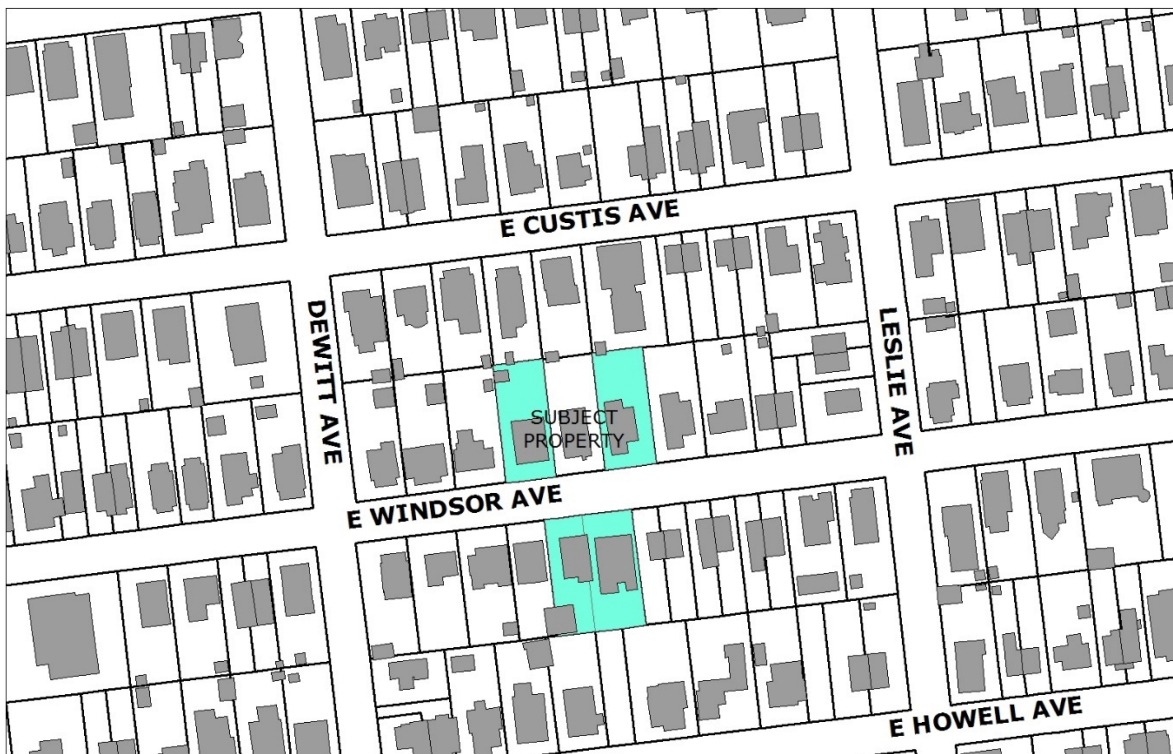 E CUSTIS AVE
DEWITT AVE
LESLIE AVE
SUBJECT
PROPERTY
E WINDSOR AVE
E HOWELL AVE